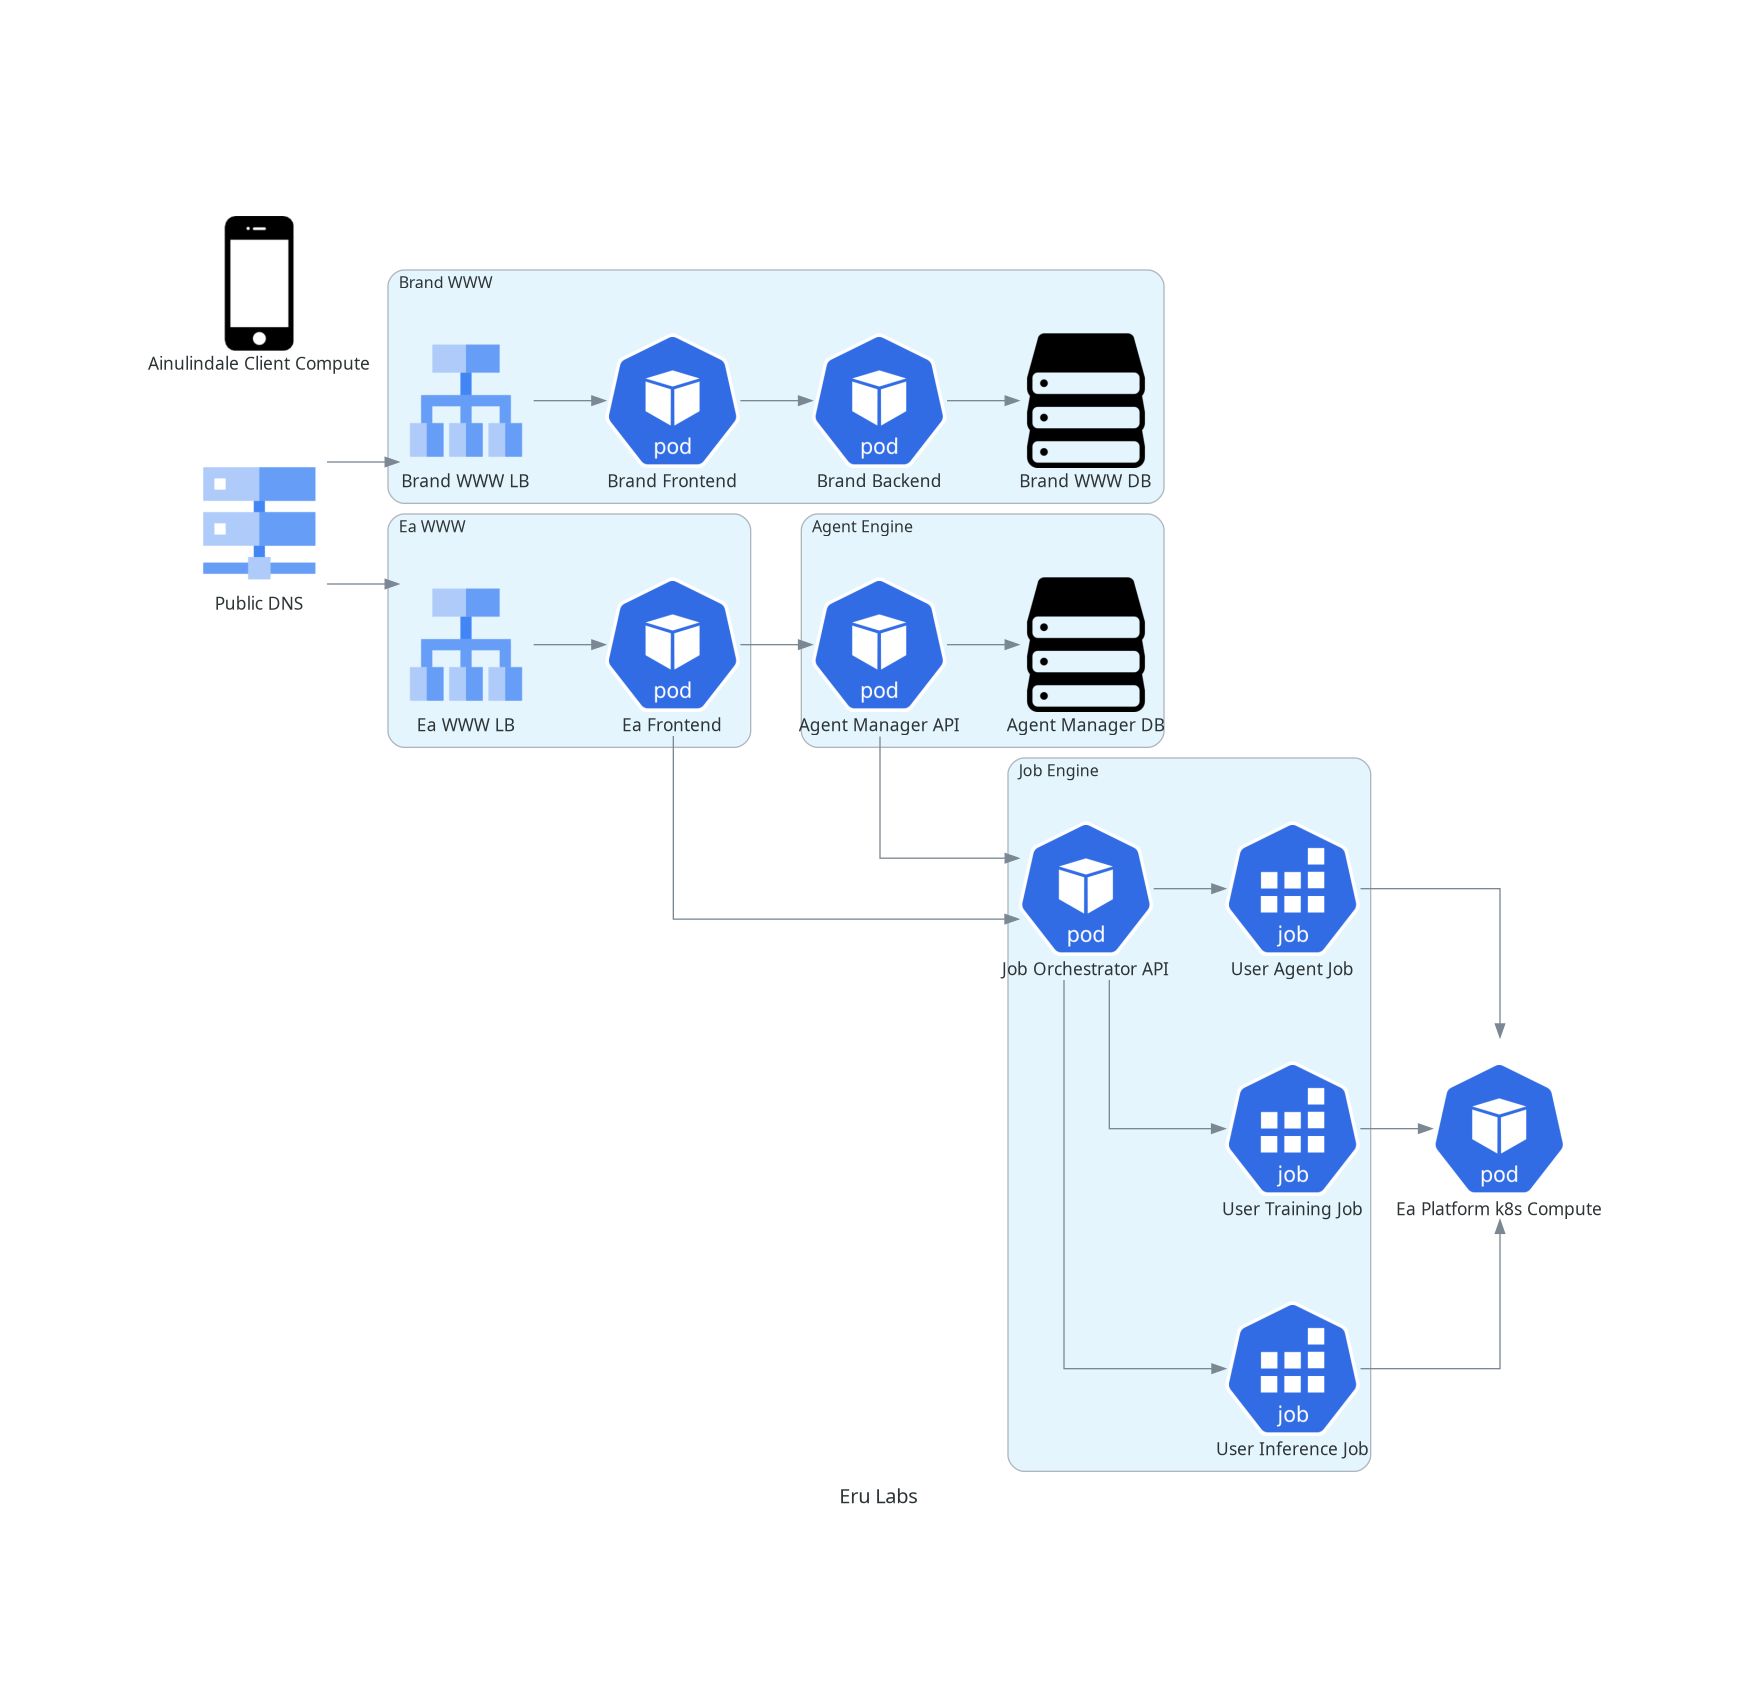 Ainulindale Client Compute
Public DNS
Brand WWW
Brand WWW LB
pod
Brand Frontend
pod
Brand Backend
Brand WWW DB
Ea WWW
Ea WWW LB
pod
Ea Frontend
Agent Engine
pod
Agent Manager API
Agent Manager DB
Job Engine
pod
Job Orchestrator API
job
User Agent Job
job
User Training Job
pod
Ea Platform k8s Compute
job
User Inference Job
Eru Labs